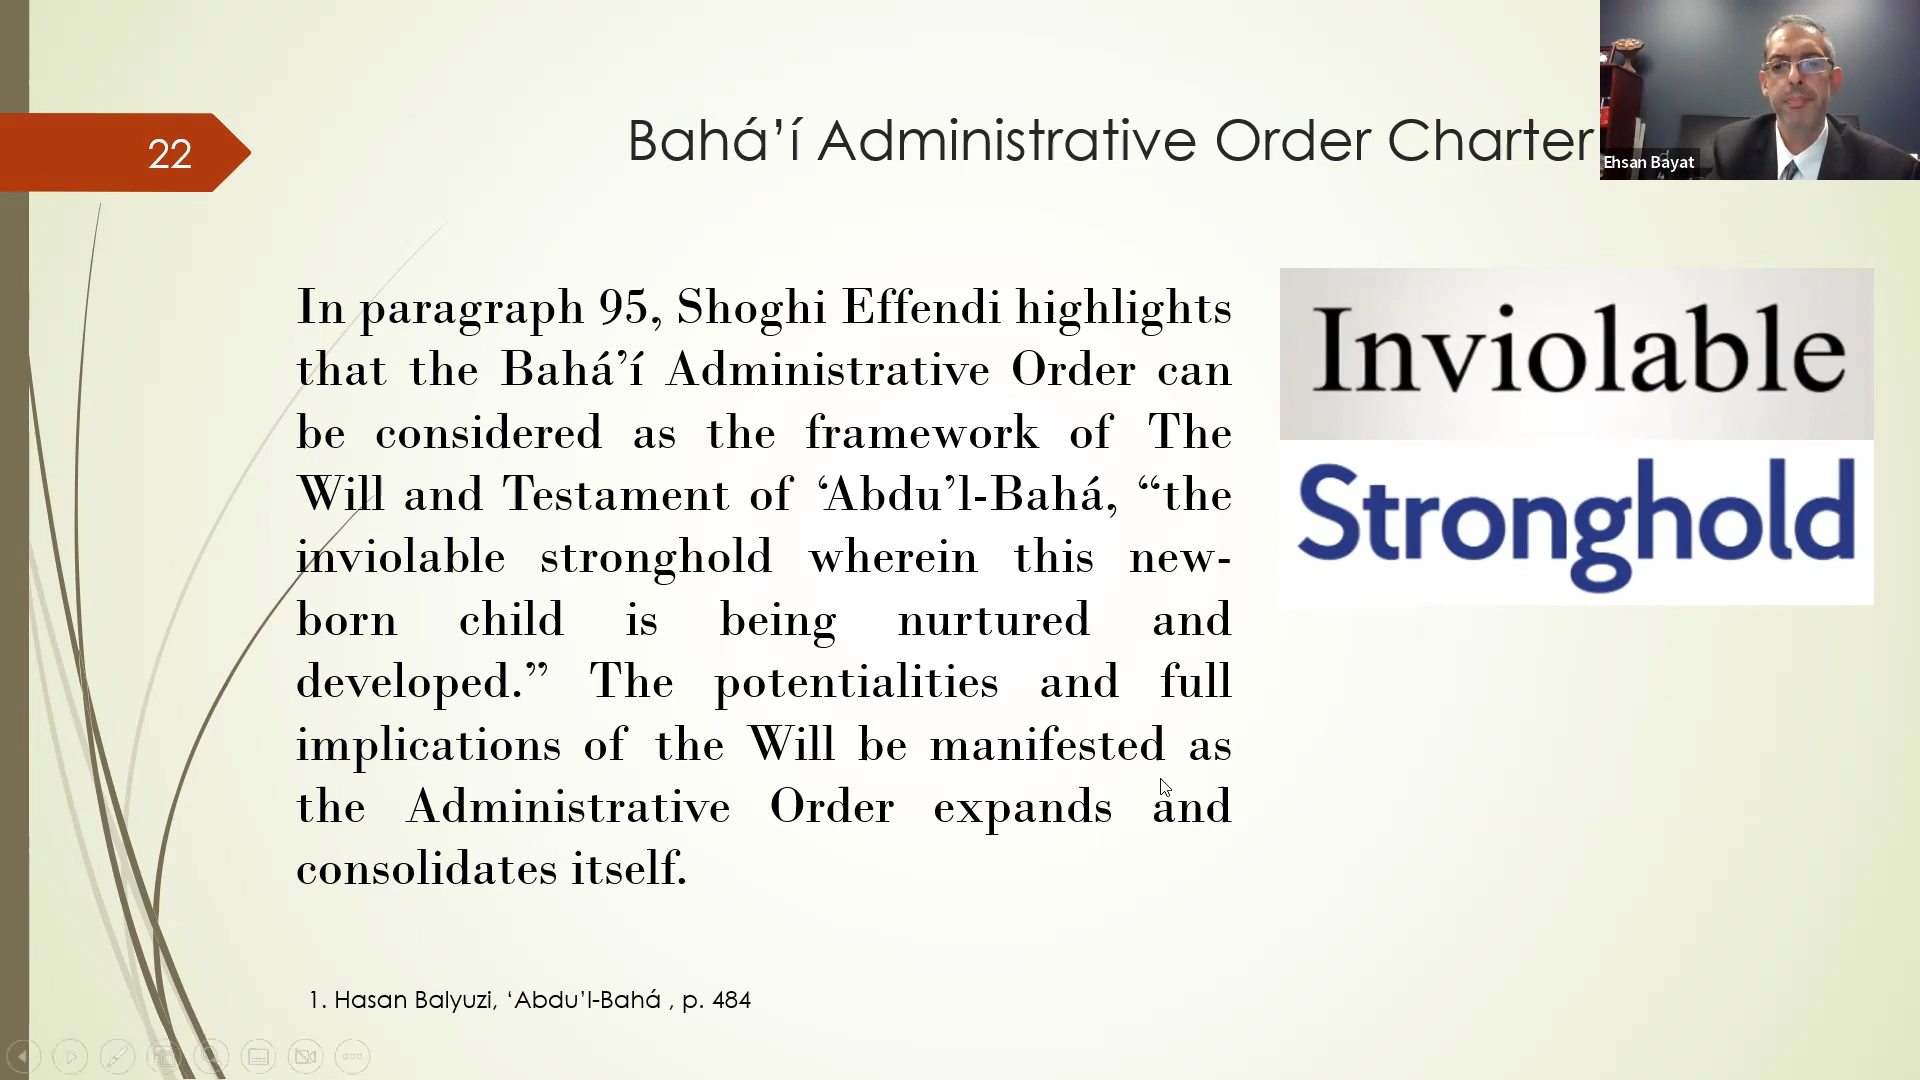 22
Bahá’í Administrative Order Charter
Ehsan Bayat
In paragraph 95, Shoghi Effendi highlights
that the Bahá’í Administrative Order can
be considered as the framework of The
Will and Testament of ‘Abdu’l-Bahá, “the
inviolable stronghold wherein this new-
born child is being nurtured and
developed.” The potentialities and full
implications of the Will be manifested as
the Administrative Order expands and
consolidates itself.
Inviolable
Stronghold
1. Hasan Balyuzi, ‘Abdu’l-Bahá , p. 484